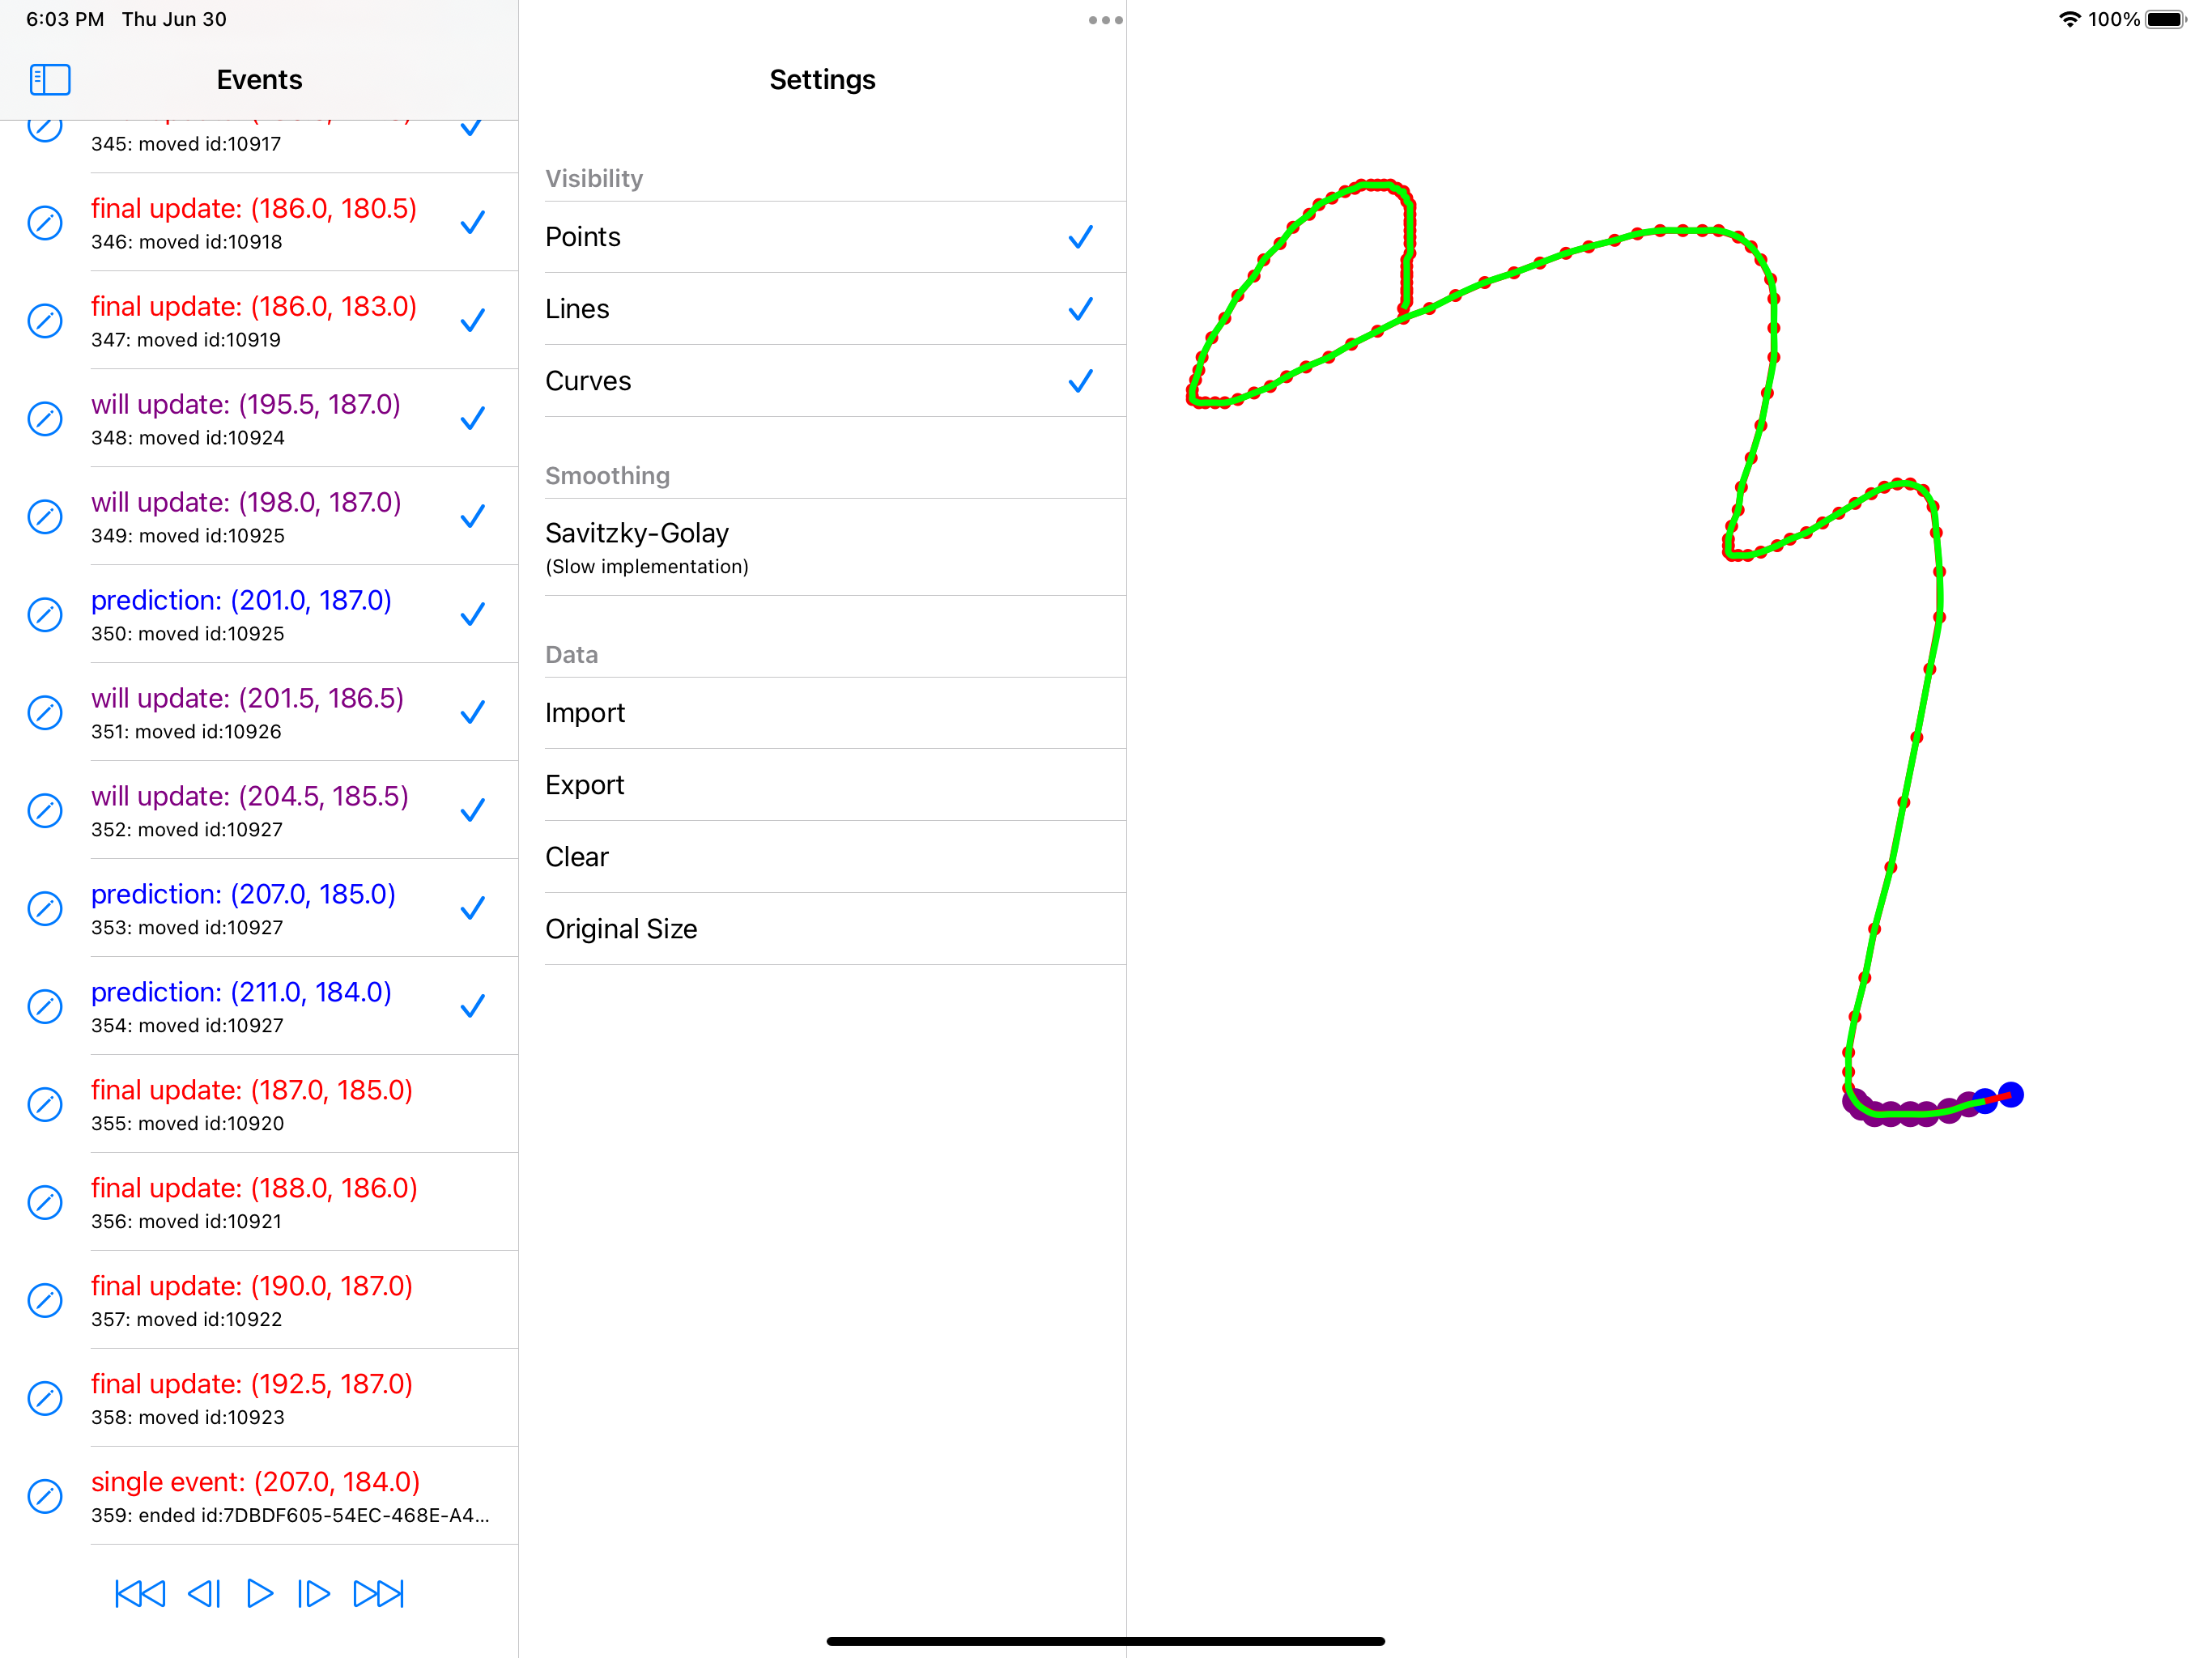 6:03 PM Thu Jun 30
100%
Events
345: moved id:10917
final update: (186.0, 180.5)
346: moved id:10918
final update: (186.0, 183.0)
347: moved id:10919
will update: (195.5, 187.0)
348: moved id:10924
will update: (198.0, 187.0)
349: moved id:10925
prediction: (201.0, 187.0)
350: moved id:10925
will update: (201.5, 186.5)
351: moved id:10926
will update: (204.5, 185.5)
352: moved id:10927
prediction: (207.0, 185.0)
353: moved id:10927
prediction: (211.0, 184.0)
354: moved id:10927
final update: (187.0, 185.0)
355: moved id:10920
final update: (188.0, 186.0)
356: moved id:10921
final update: (190.0, 187.0)
357: moved id:10922
final update: (192.5, 187.0)
358: moved id:10923
single event: (207.0, 184.0)
359: ended id:7DBDF605-54EC-468E-A4...
Settings
Visibility
Points
Lines
Curves
Smoothing
Savitzky-Golay
(Slow implementation)
Data
Import
Export
Clear
Original Size